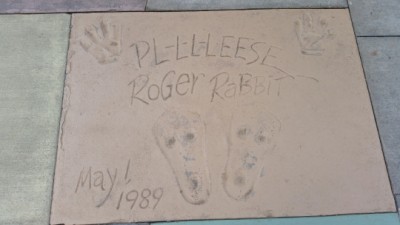 PL-L-L-LEESE
RoGer RaBBiT
May 1
1989